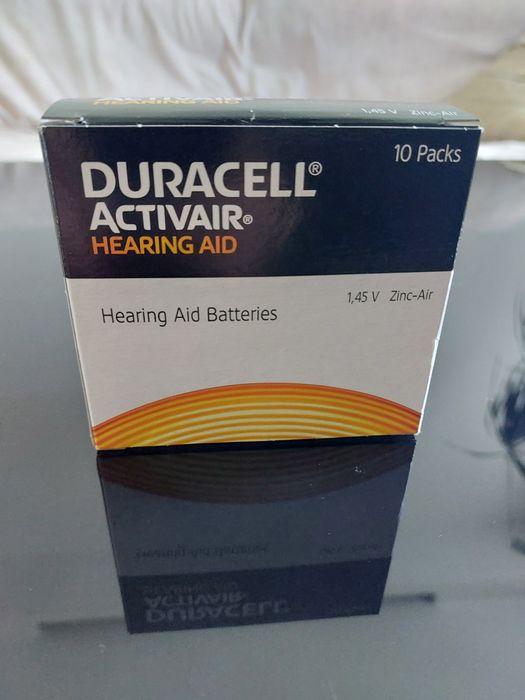 HEARING AID
1,45 V Zinc-Air
10 Packs
DURACELL®
ACTIVAIR®
HEARING AID
1,45 V Zinc-Air
Hearing Aid Batteries